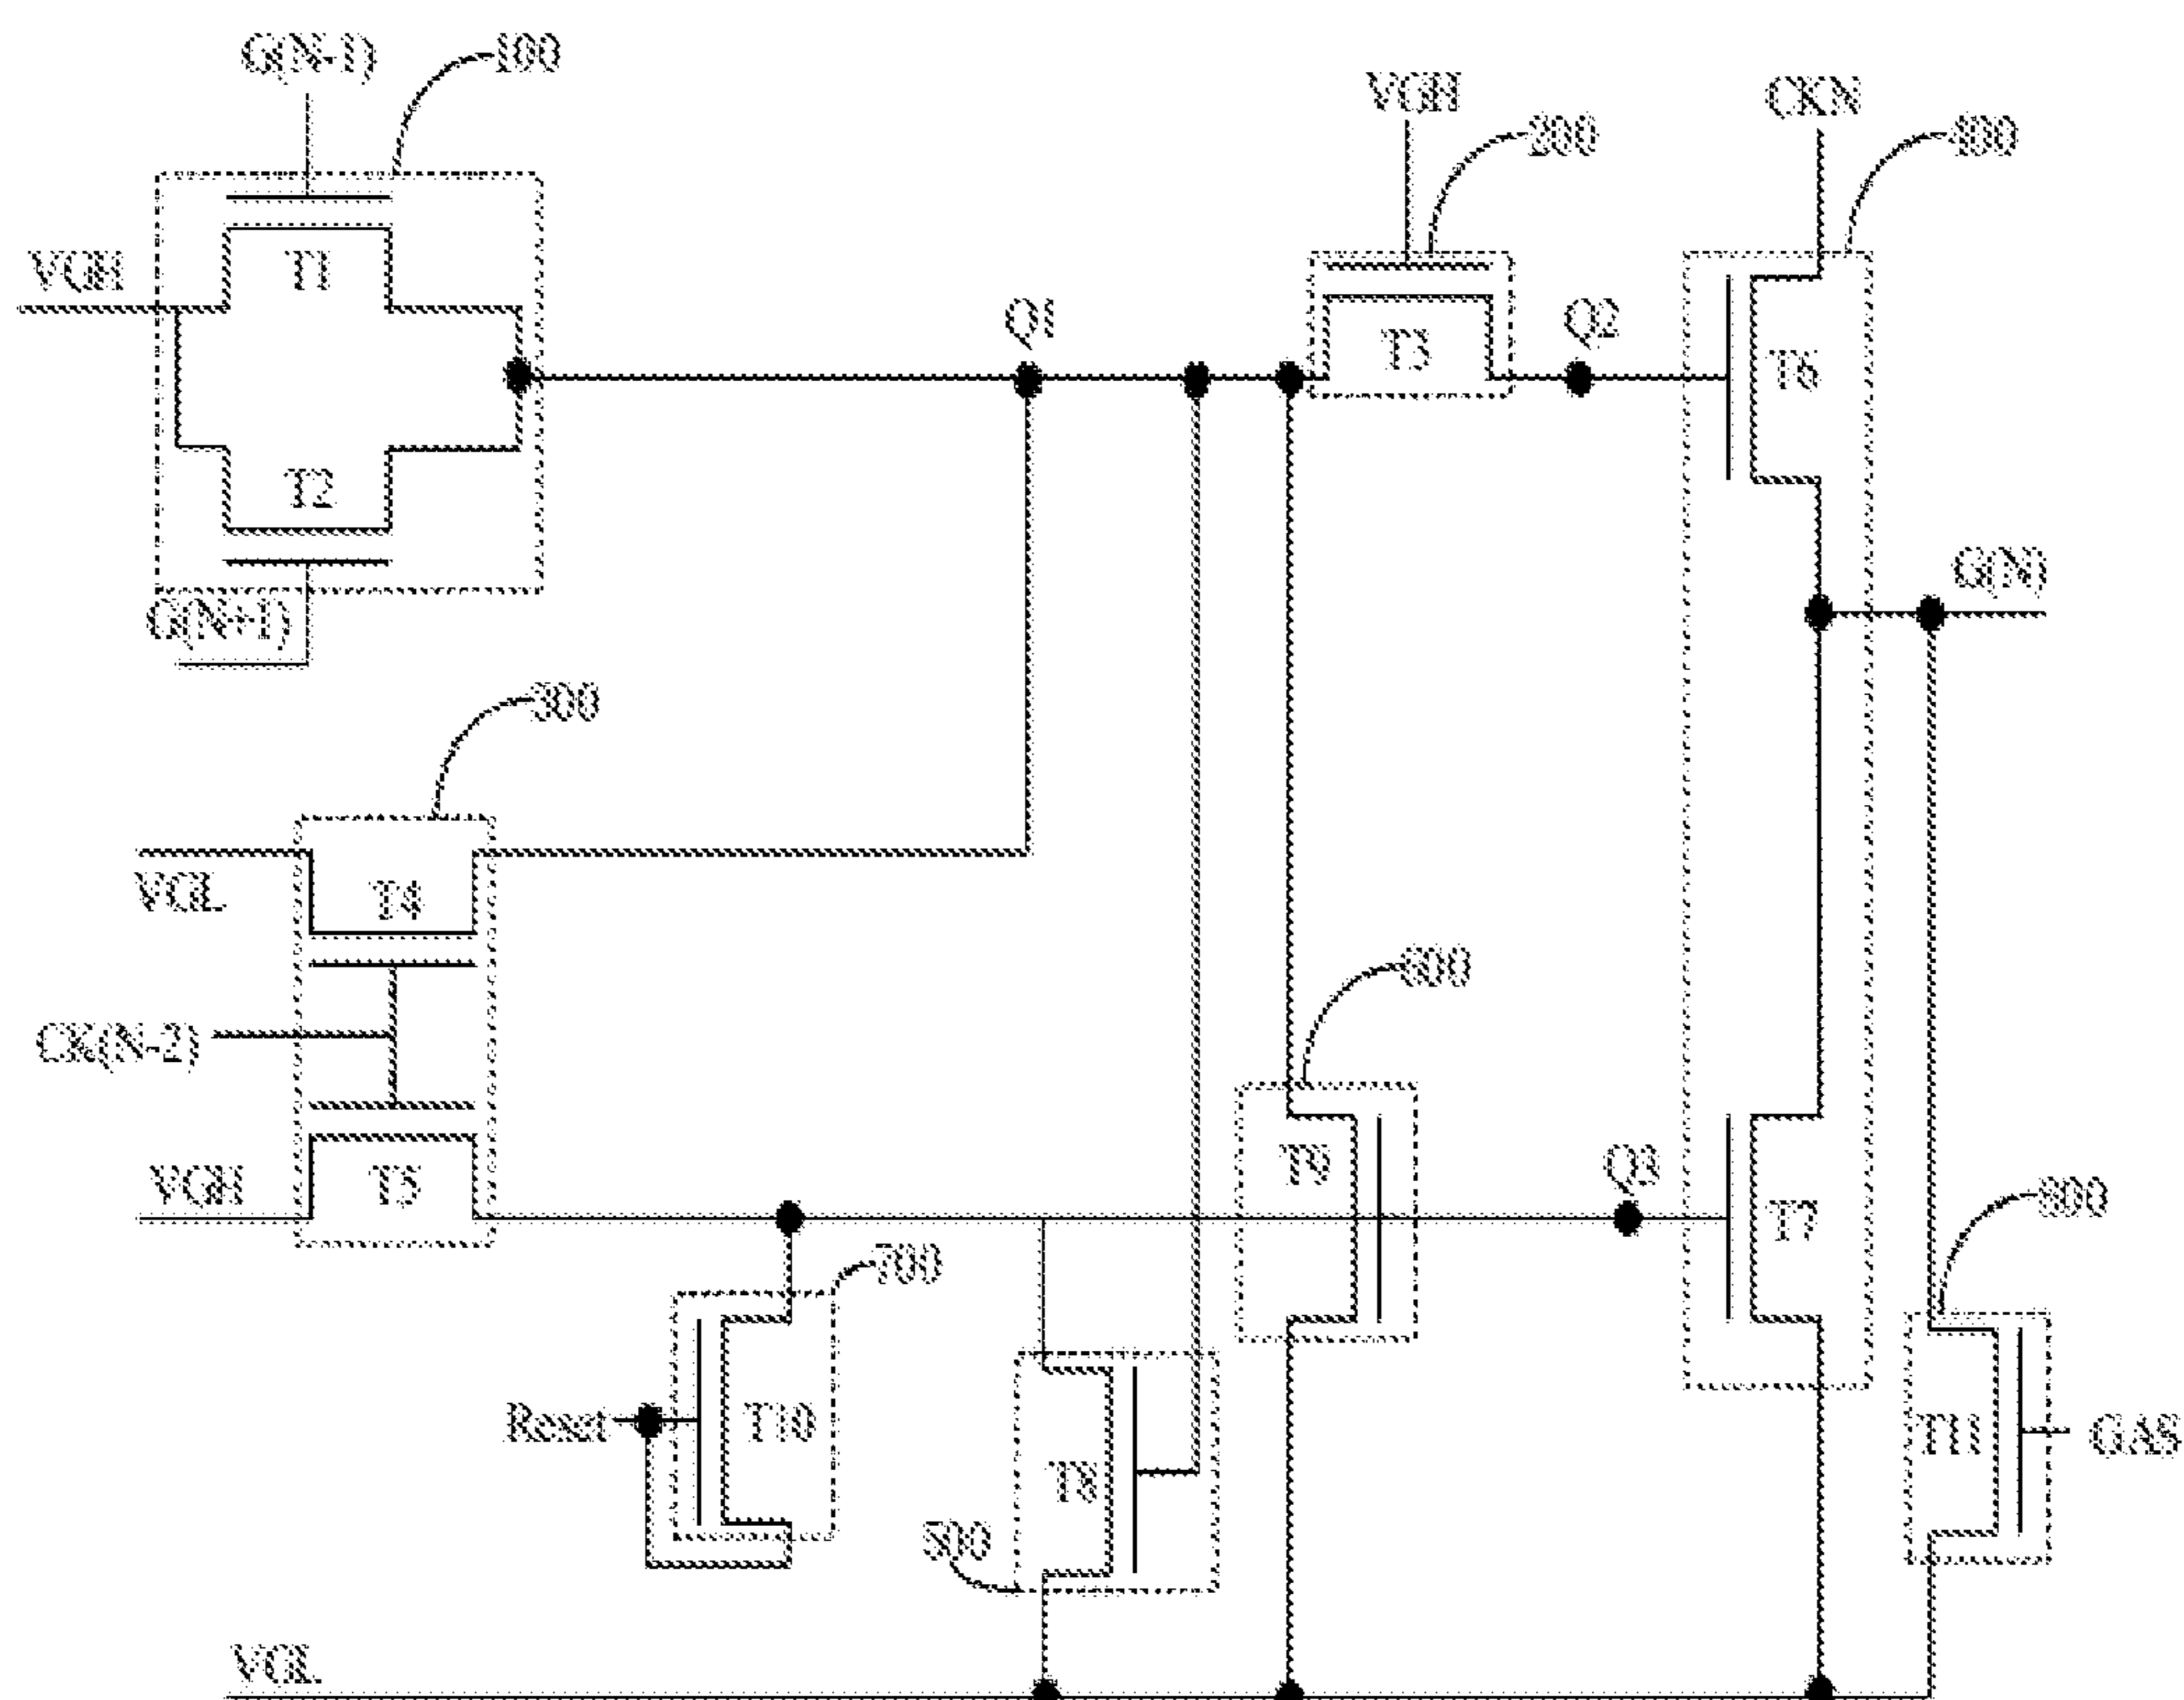 G(N-1)
100
VGH
200
CKN
400
VGH
T1
Q1
T3
Q2
T6
T2
G(N)
G(N+1)
300
VGL
T4
600
CK(N-2)
T9
Q3
VGH
T5
T7
800
700
Reset
T10
T8
T11
GAS
500
VGL